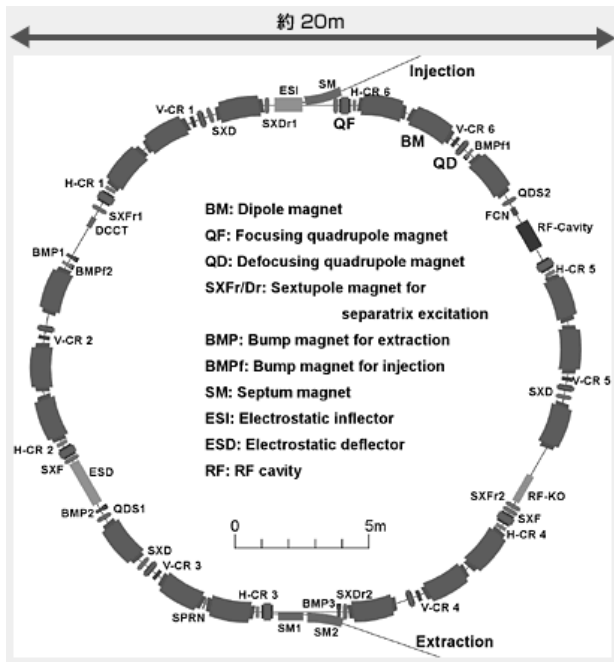 約 20m
Injection
SM
ESI
H-CR 6
V-CR 1
SXD
SXDr1
QF
BM
V-CR 6
BMPf1
QD
H-CR 1
SXFr1
DCCT
QDS2
FCN
RF-Cavity
BM: Dipole magnet
QF: Focusing quadrupole magnet
QD: Defocusing quadrupole magnet
SXFr/Dr: Sextupole magnet for
separatrix excitation
BMP: Bump magnet for extraction
BMPf: Bump magnet for injection
SM: Septum magnet
ESI: Electrostatic inflector
ESD: Electrostatic deflector
RF: RF cavity
BMP1
BMPf2
H-CR 5
V-CR 2
V-CR 5
SXD
H-CR 2
SXF
ESD
BMP2
QDS1
0 5m
SXFr2
RF-KO
SXF
H-CR 4
SXD
V-CR 3
SPRN
H-CR 3
BMP3
SXDr2
V-CR 4
SM1
SM2
Extraction